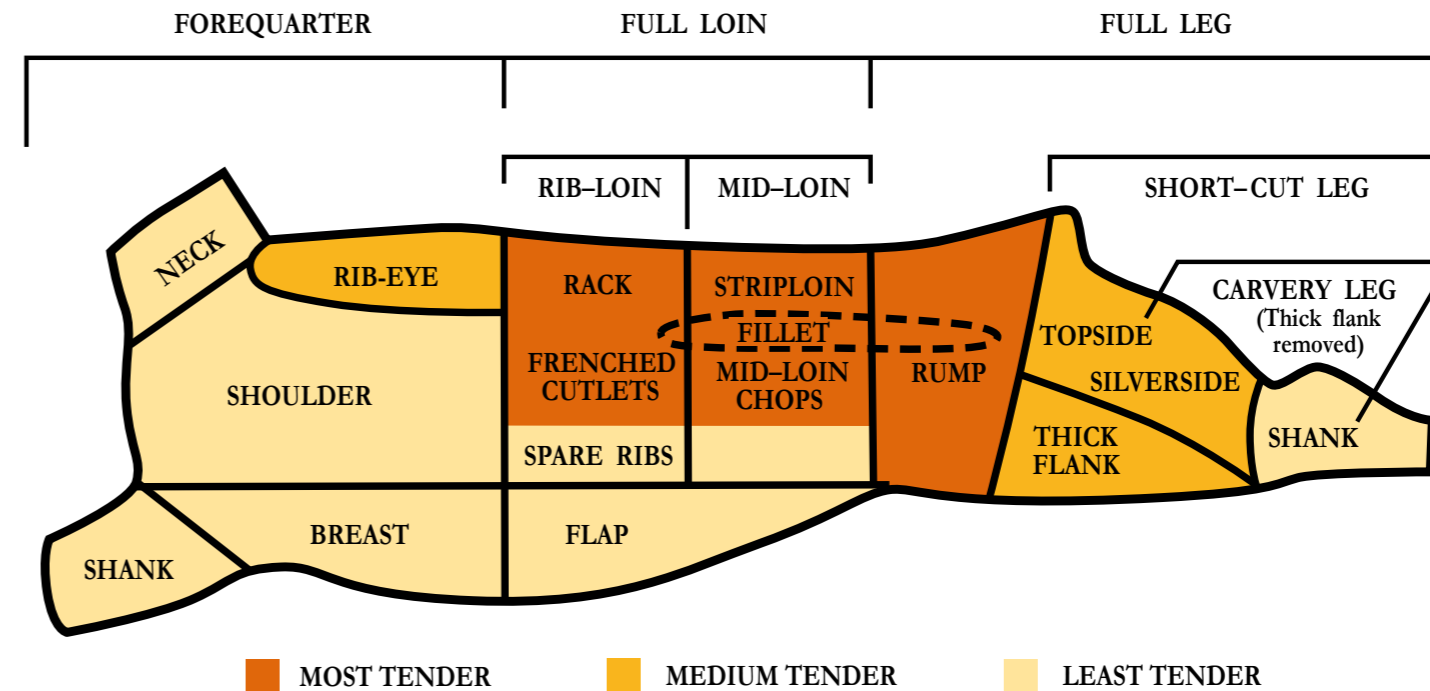 FOREQUARTER
FULL LOIN
FULL LEG
RIB–LOIN
MID–LOIN
SHORT–CUT LEG
NECK
RIB-EYE
RACK
STRIPLOIN
CARVERY LEG
(Thick flank
removed)
FILLET
TOPSIDE
FRENCHED
CUTLETS
MID–LOIN
CHOPS
RUMP
SILVERSIDE
SHOULDER
THICK
FLANK
SHANK
SPARE RIBS
BREAST
FLAP
SHANK
MOST TENDER
MEDIUM TENDER
LEAST TENDER